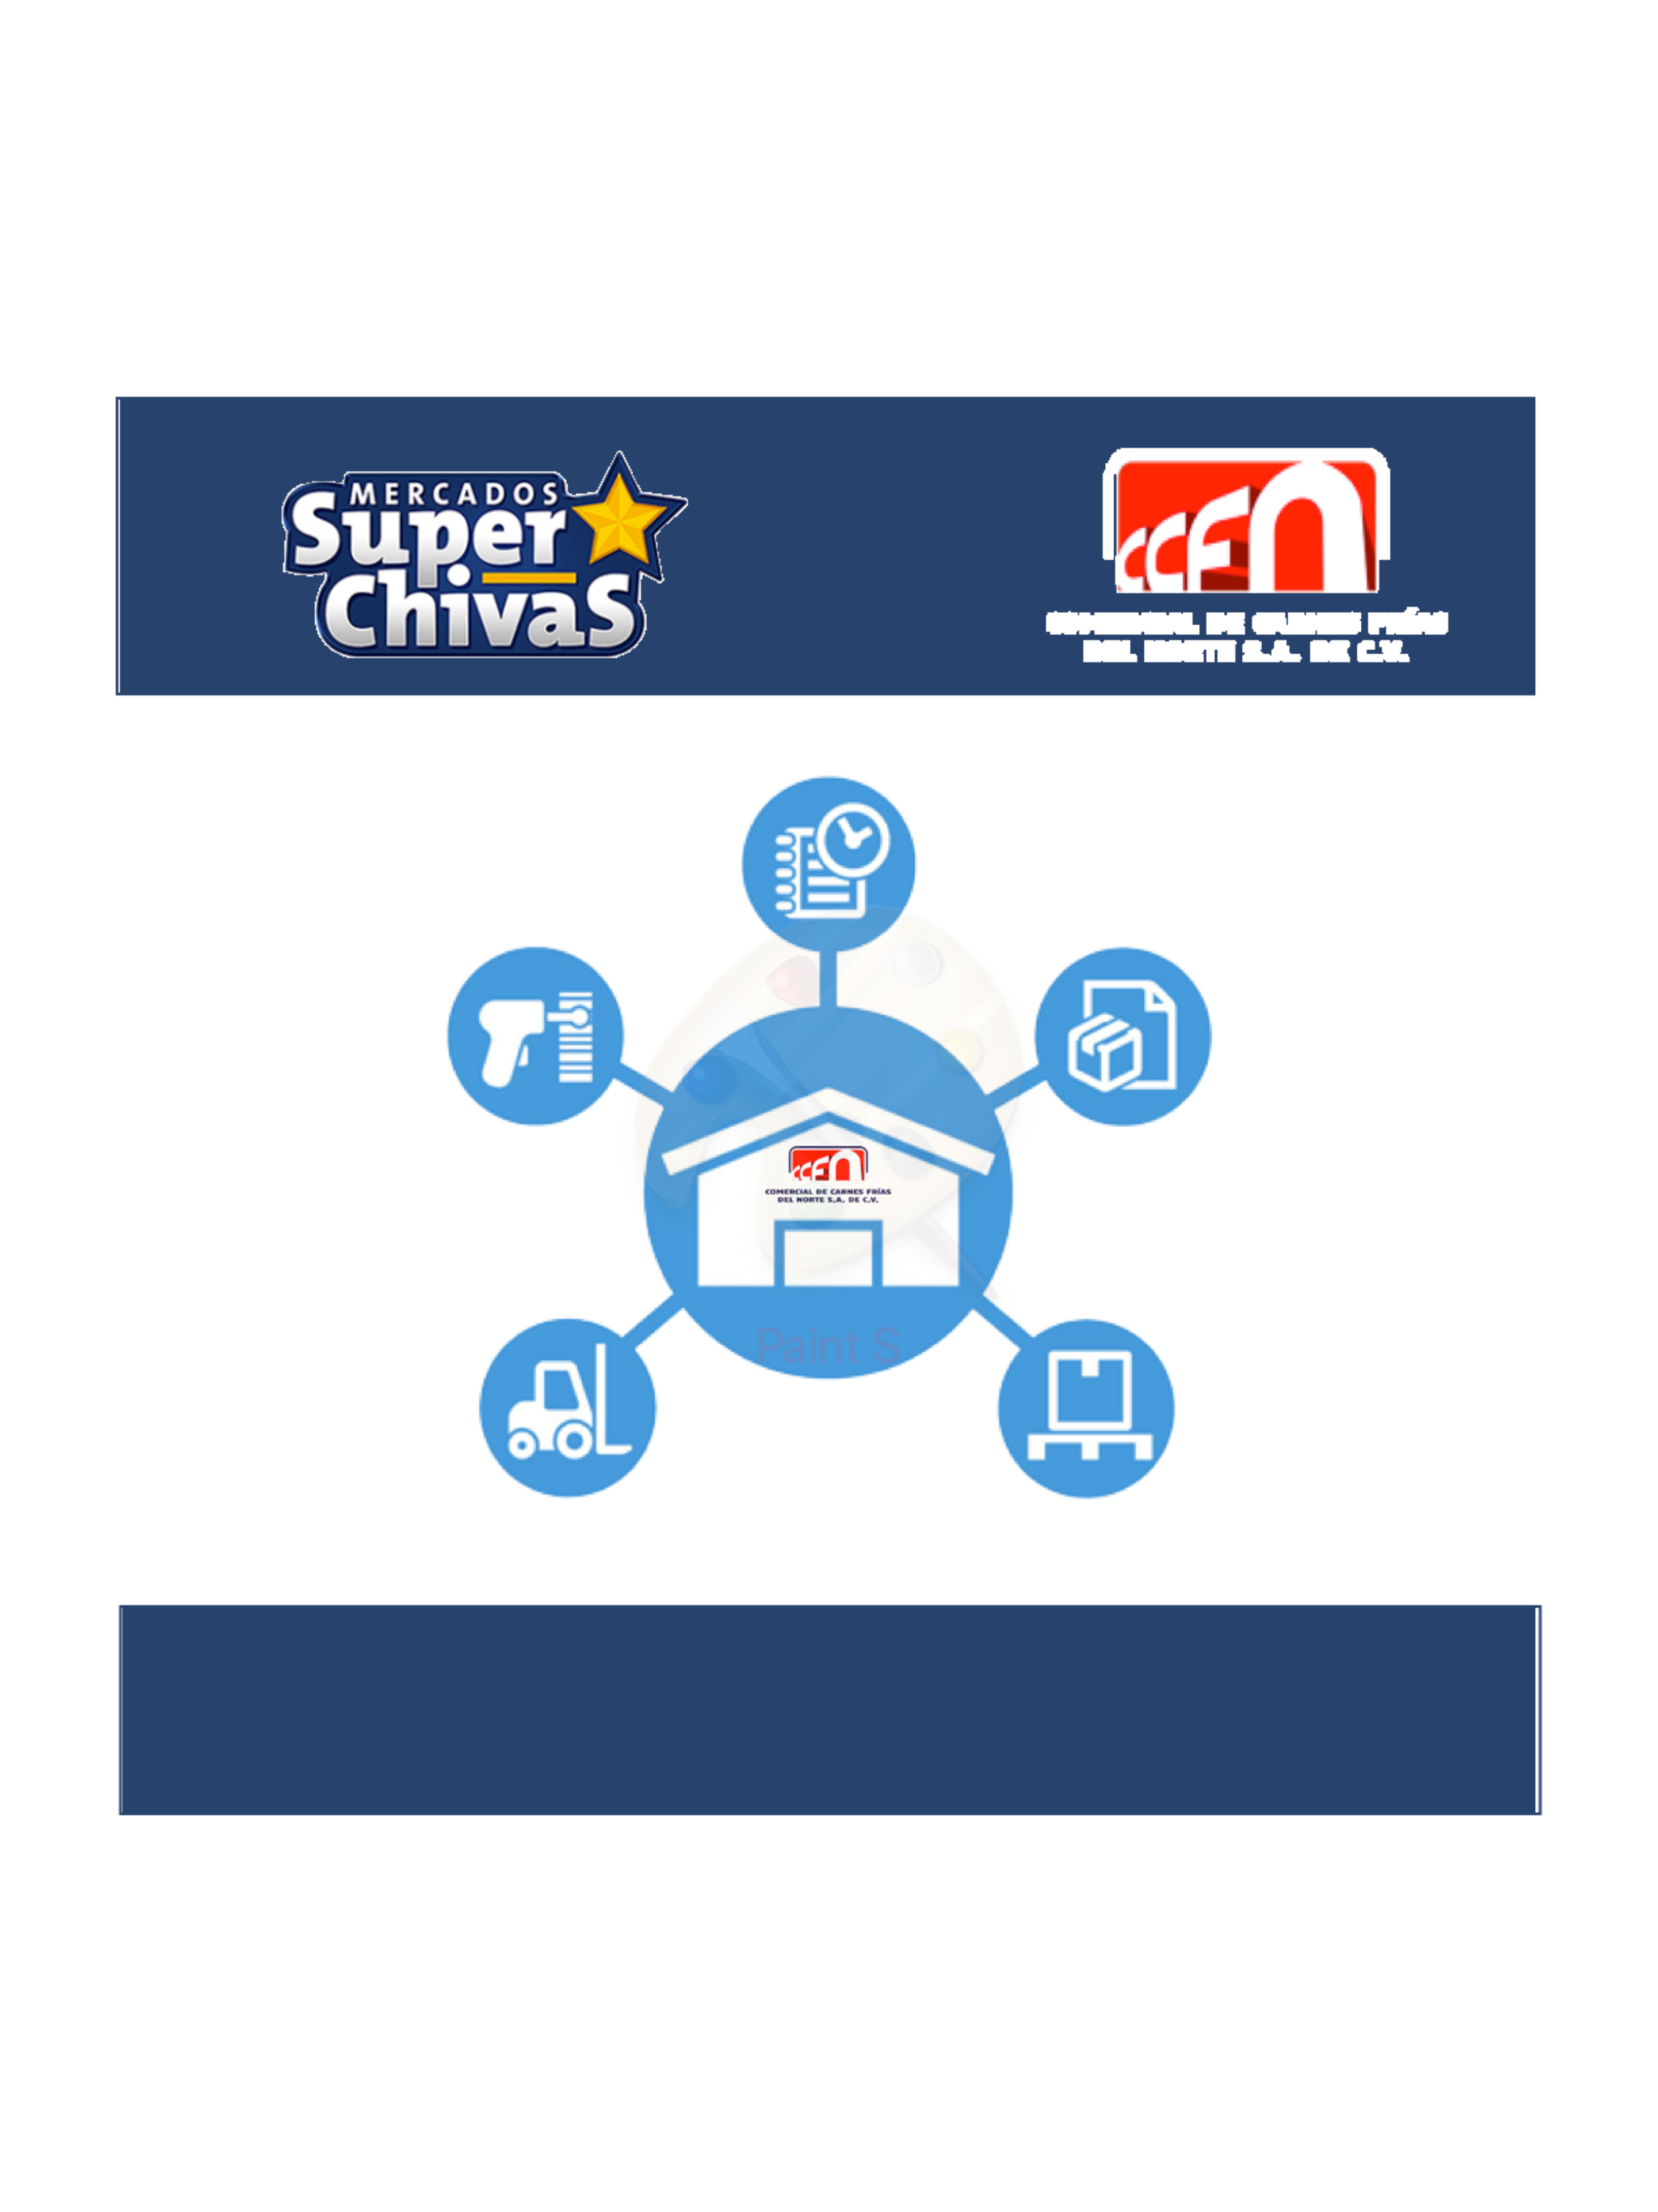 MERCADOS
Super
Chivas
CCFN
COMERCIAL DE CARNES FRÍAS
DEL NORTE S.A. DE C.V.
CCFN
COMERCIAL DE CARNES FRÍAS
DEL NORTE S.A. DE C.V.
Paint S